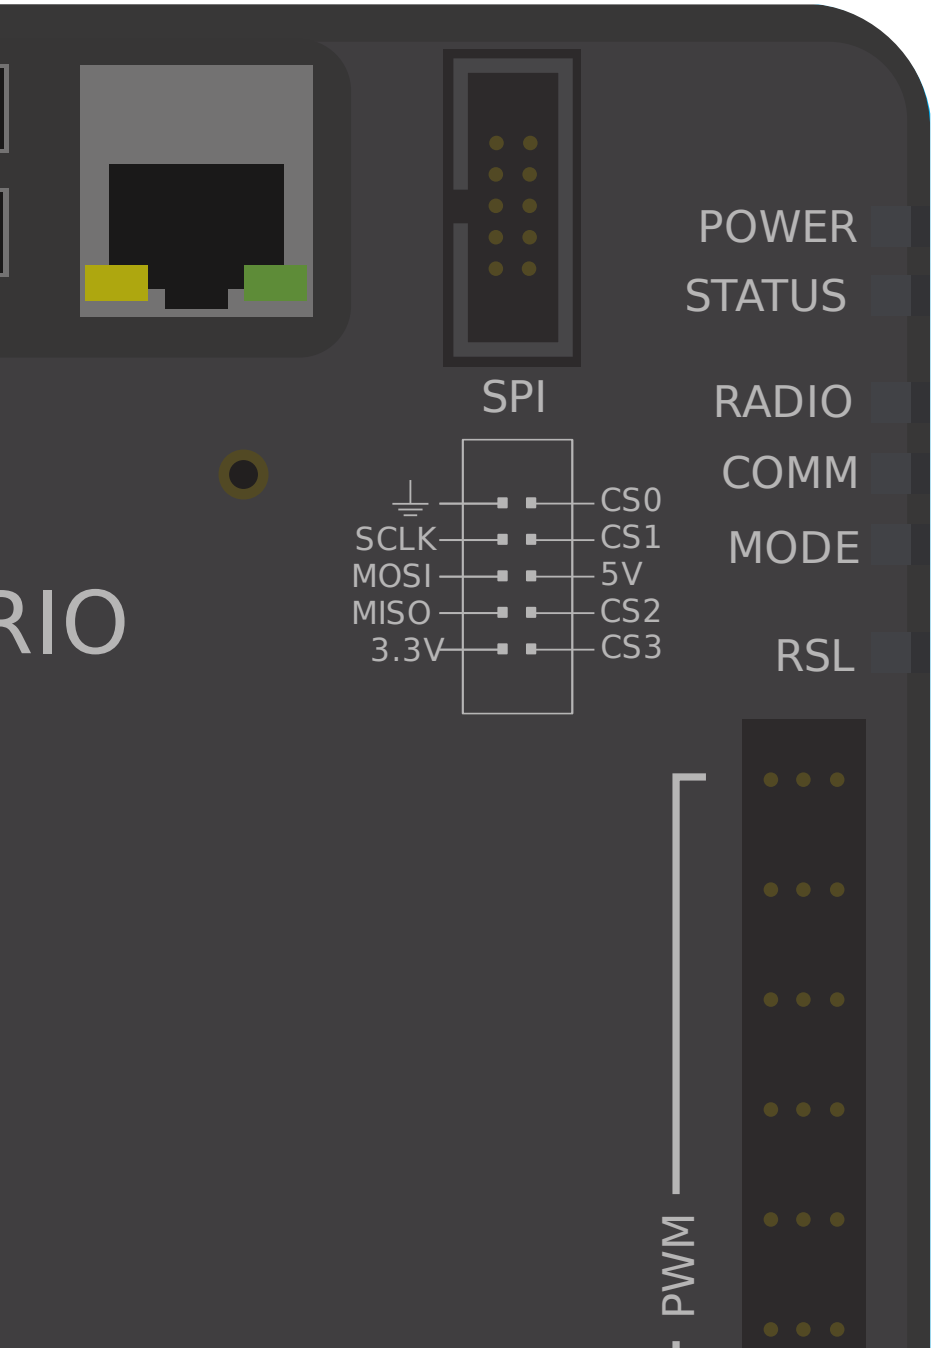 POWER
STATUS
SPI
RADIO
COMM
MODE
RSL
CS0
SCLK CS1
MOSI 5V
MISO CS2
3.3V CS3
RIO
PWM